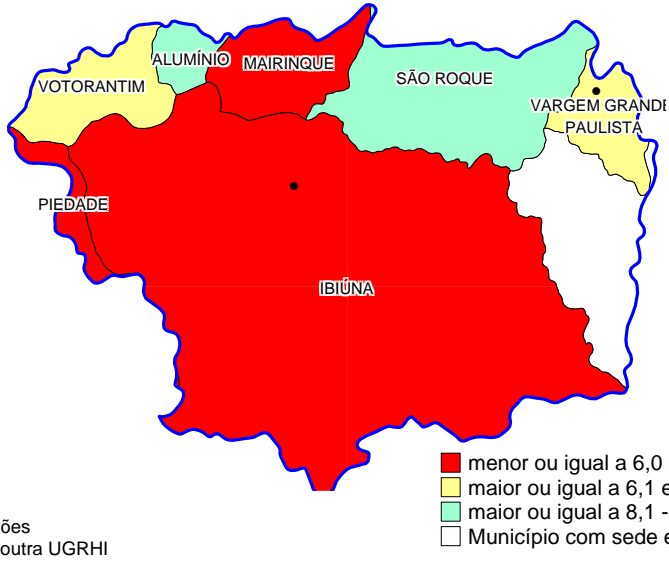 ALUMÍNIO
MAIRINQUE
SÃO ROQUE
VOTORANTIM
VARGEM GRANDE
PAULISTA
PIEDADE
IBIÚNA
menor ou igual a 6,0
maior ou igual a 6,1 e
maior ou igual a 8,1 -
Município com sede e
ões
outra UGRHI